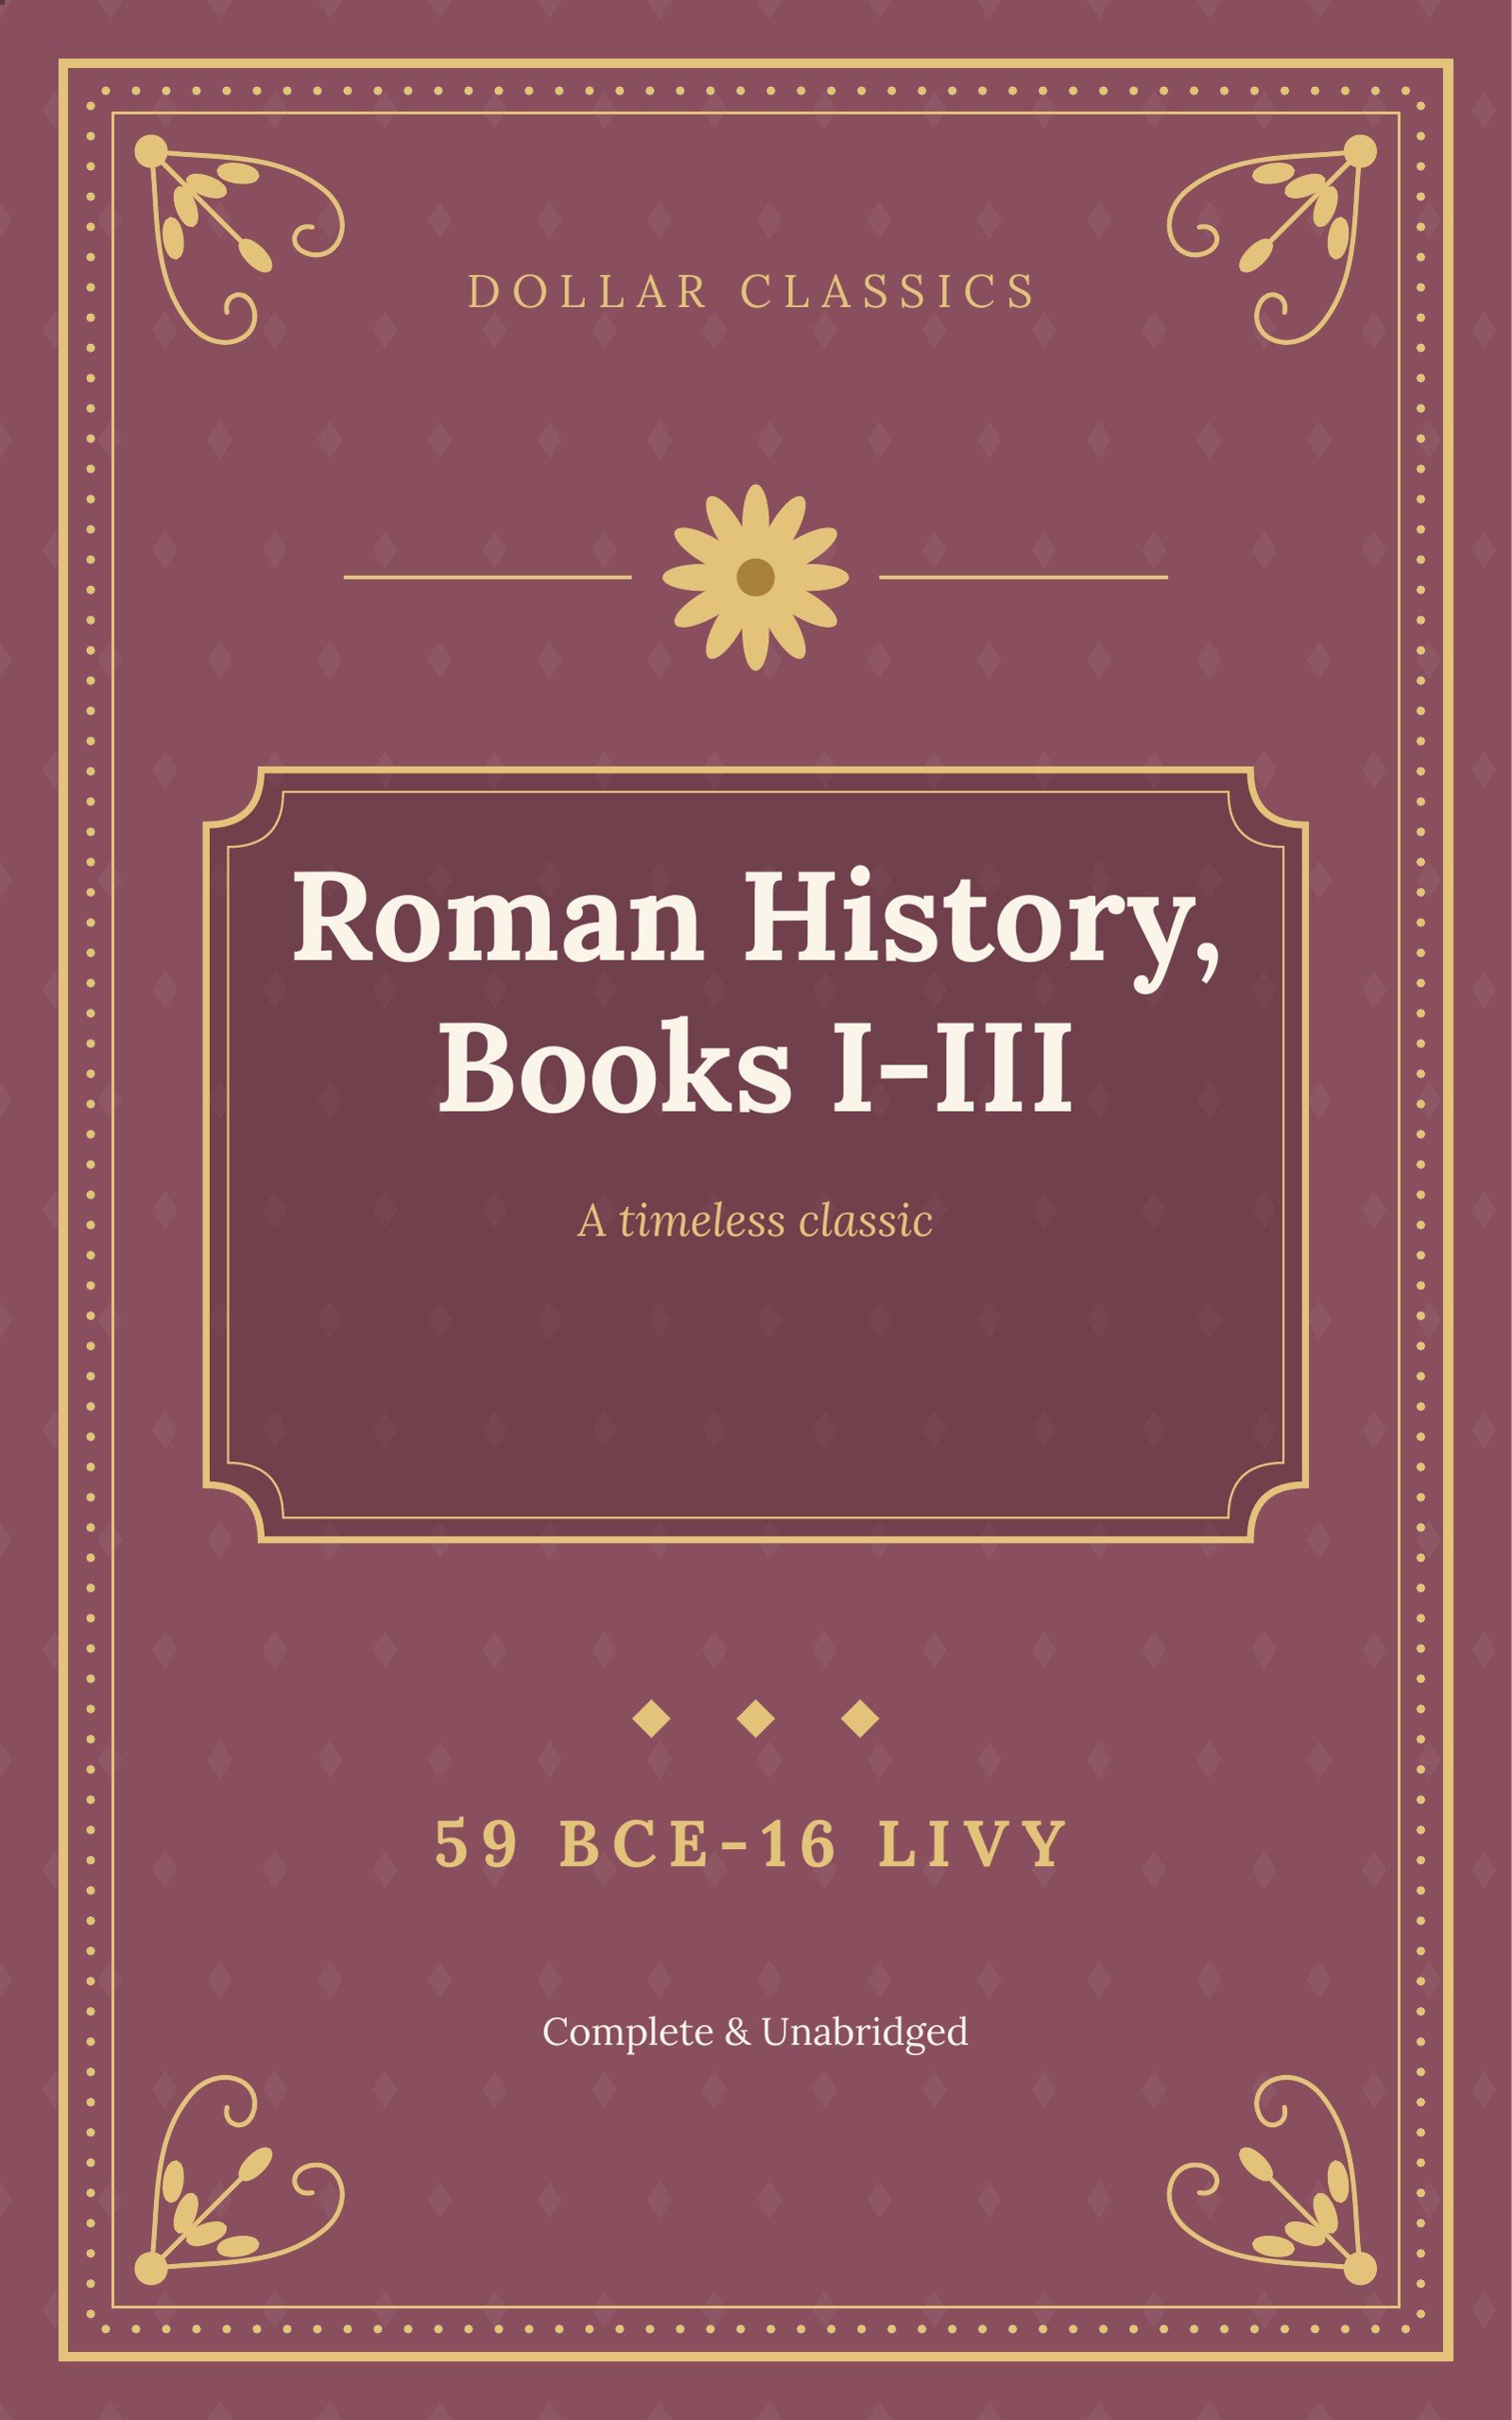 DOLLAR CLASSICS
Roman History,
Books I–III
A timeless classic
59 BCE–16 LIVY
Complete & Unabridged